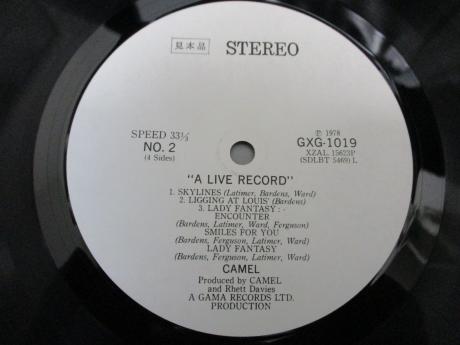 見本品 STEREO
SPEED 33⅓
NO. 2
(4 Sides)
Ⓟ 1978
GXG-1019
XZAL 15623P
(SDLBT 5469) L
"A LIVE RECORD"
1. SKYLINES (Latimer, Bardens, Ward)
2. LIGGING AT LOUIS' (Bardens)
3. LADY FANTASY : -
ENCOUNTER
(Bardens, Latimer, Ward, Ferguson)
SMILES FOR YOU
(Bardens, Ferguson, Latimer, Ward)
LADY FANTASY
(Bardens, Ferguson, Latimer, Ward)
CAMEL
Produced by CAMEL
and Rhett Davies
A GAMA RECORDS LTD.
PRODUCTION